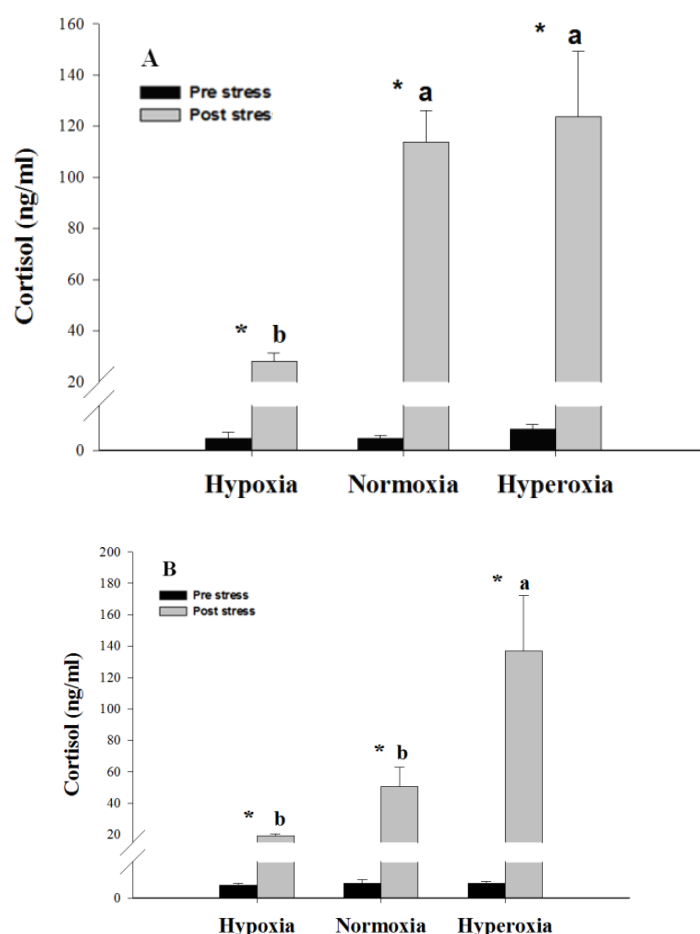 160
A
Pre stress
140
Post stres
120
100
80
60
40
20
0
Cortisol (ng/ml)
* b
* a
* a
Hypoxia Normoxia Hyperoxia
200
B
180
Pre stress
160
Post stress
140
120
100
80
60
40
20
0
Cortisol (ng/ml)
* b
* b
* a
Hypoxia Normoxia Hyperoxia